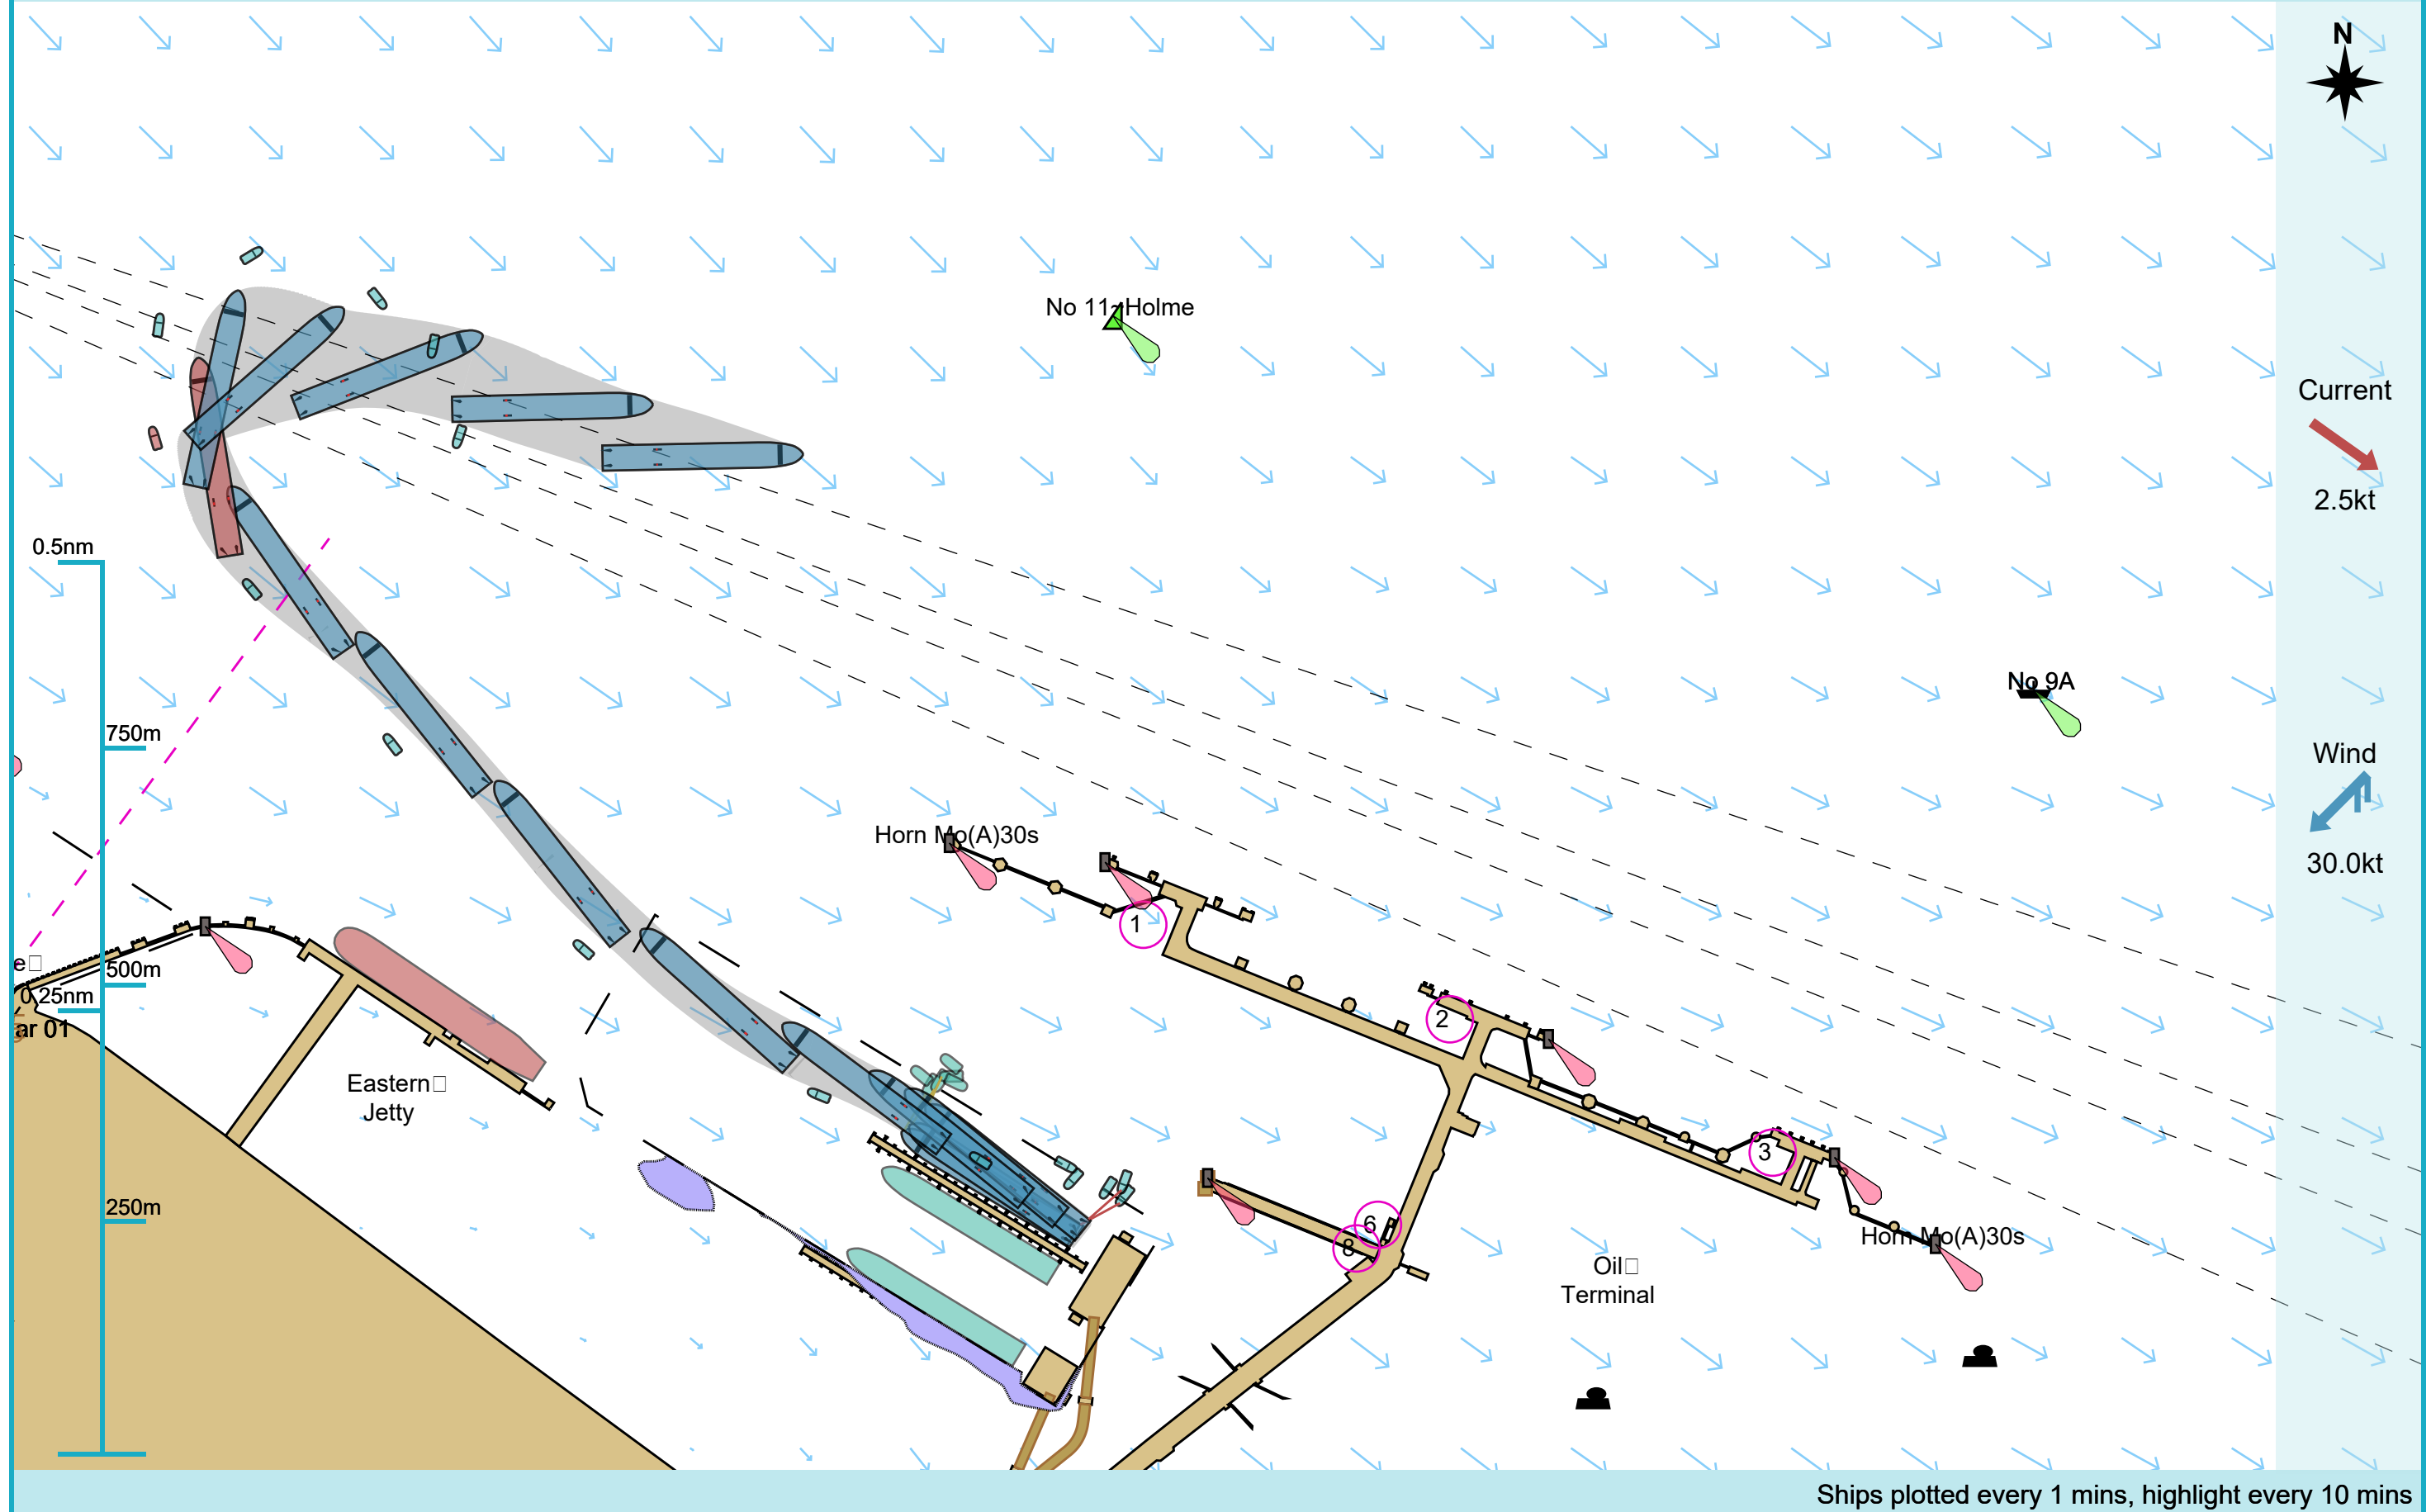 N
No 11a Holme
Current
2.5kt
0.5nm
No 9A
750m
Wind
30.0kt
Horn Mo(A)30s
1
e□
500m
0.25nm
ar 01
2
Eastern□
Jetty
3
250m
6
8
Horn Mo(A)30s
Oil□
Terminal
Ships plotted every 1 mins, highlight every 10 mins